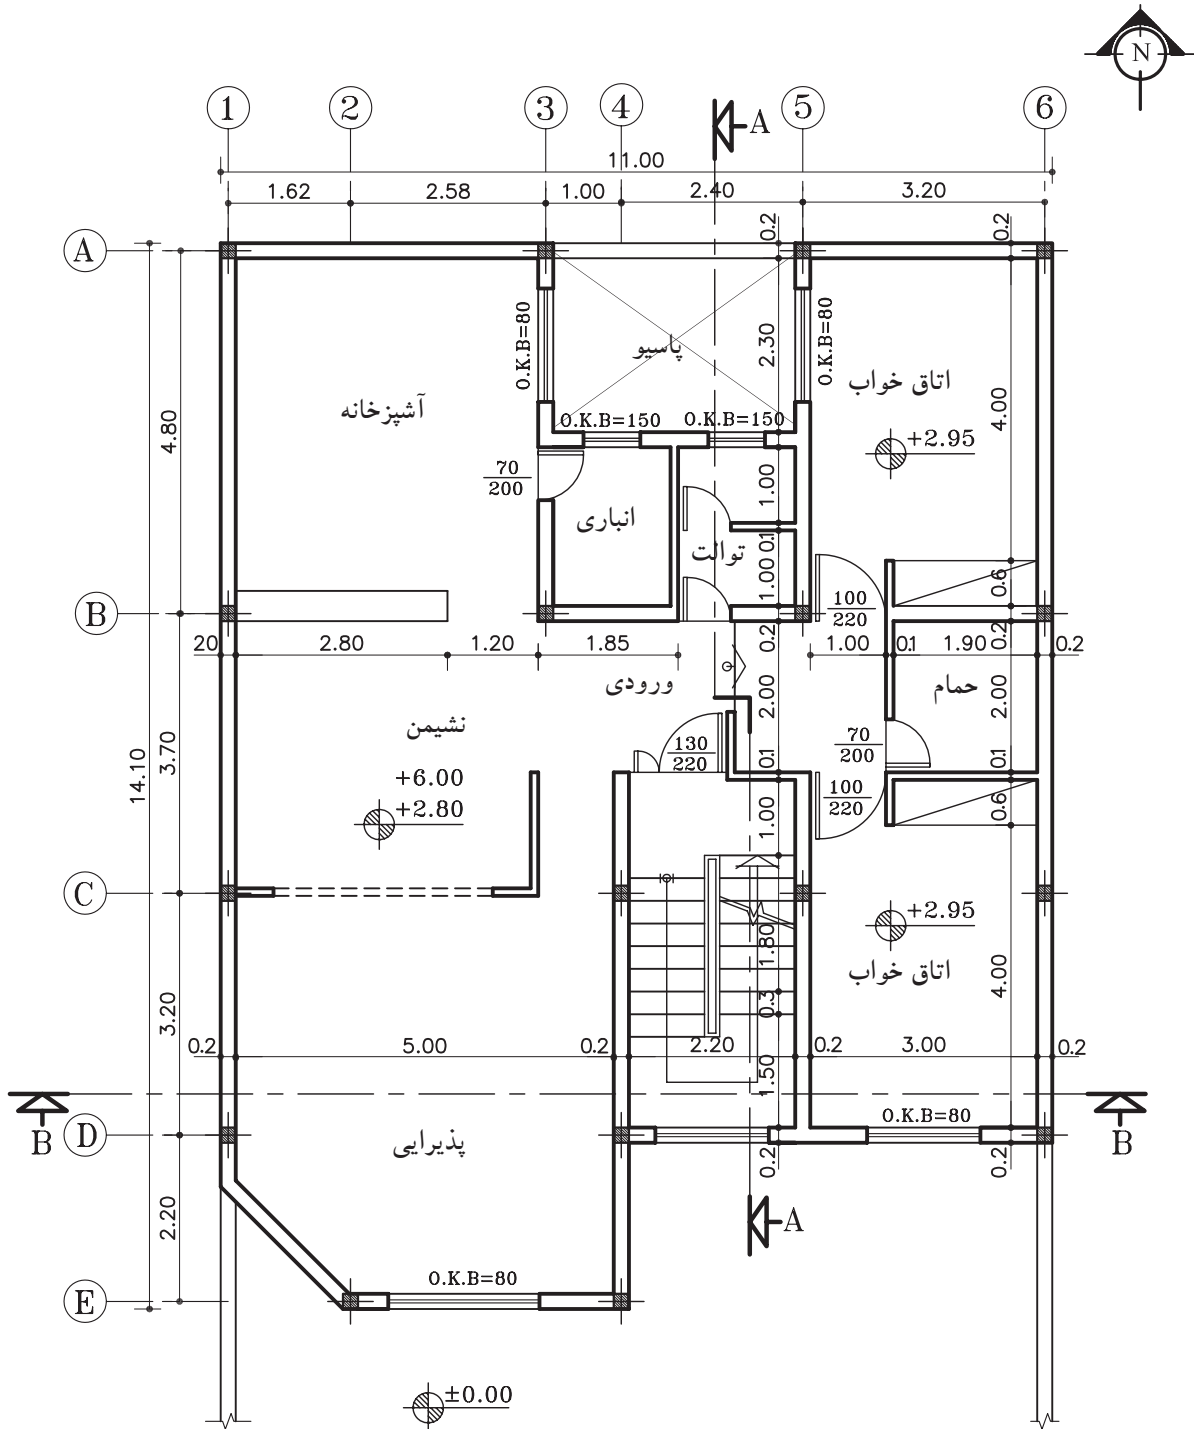 N
1 2 3 4 A 5 6
11.00
1.62 2.58 1.00 2.40 3.20
0.2 0.2
A
O.K.B=80 پاسیو 2.30 O.K.B=80
اتاق خواب
آشپزخانه
4.80 4.00
O.K.B=150 O.K.B=150
+2.95
70
200
1.00
انباری
توالت 0.1
1.00 0.6
B
100
220
20 2.80 1.20 1.85 0.2 1.00 0.1 1.90 0.2 0.2
ورودی حمام
2.00 2.00
نشیمن
14.10 3.70
130
220
70
200
0.1 0.1
+6.00
+2.80
100
220
1.00 0.6
C
+2.95
1.80
اتاق خواب
4.00
3.20 0.3
0.2 5.00 0.2 2.20 0.2 3.00 0.2
1.50
B D O.K.B=80 B
پذیرایی
0.2 0.2
2.20 A
O.K.B=80
E
±0.00